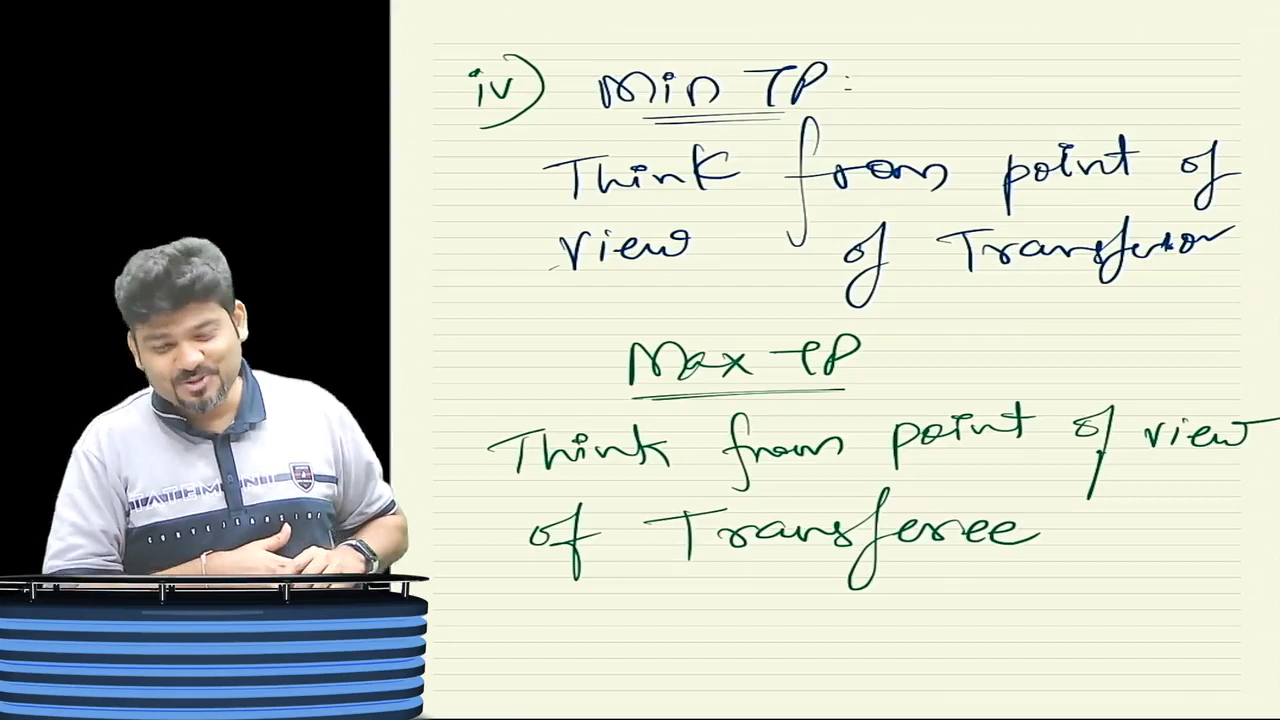 iv) Min TP:
Think from point of
view of Transferor
Max TP
Think from point of view
of Transferee